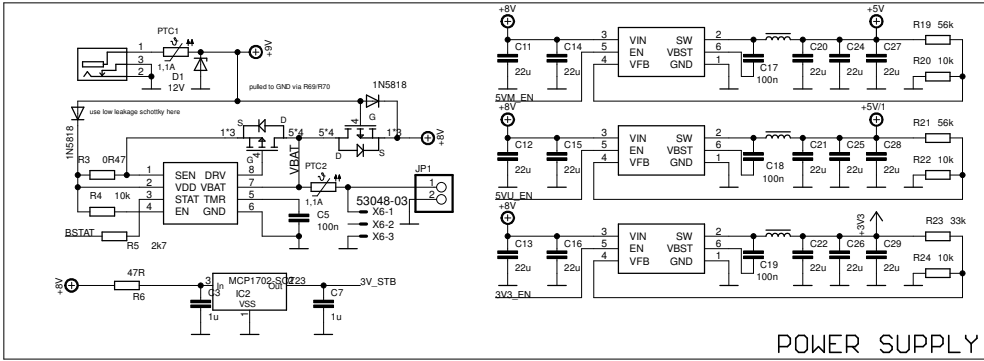 PTC1
1,1A
D1
12V
1
3
2
+9V
pulled to GND via R69/R70
1N5818
1N5818
use low leakage schottky here
S
D
G
4
1*3
5*4
VBAT
5*4
1*3
4
G
D
S
+8V
R3
0R47
R4
10k
BSTAT
R5
2k7
1
2
3
4
SEN DRV
VDD VBAT
STAT TMR
EN GND
8
7
5
6
PTC2
1,1A
C5
100n
JP1
1
2
53048-03
X6-1
X6-2
X6-3
+8V
47R
R6
3
In
MCP1702-SOT23
Out
2
IC2
VSS
1
C3
1u
C7
1u
3V_STB
+8V
C11
22u
C14
22u
5VM_EN
3
5
4
VIN SW
EN VBST
VFB GND
2
6
1
C17
100n
C20
22u
C24
22u
C27
22u
+5V
R19 56k
R20 10k
+8V
C12
22u
C15
22u
5VU_EN
3
5
4
VIN SW
EN VBST
VFB GND
2
6
1
C18
100n
C21
22u
C25
22u
C28
22u
+5V/1
R21 56k
R22 10k
+8V
C13
22u
C16
22u
3V3_EN
3
5
4
VIN SW
EN VBST
VFB GND
2
6
1
C19
100n
C22
22u
C26
22u
C29
22u
+3V3
R23 33k
R24 10k
POWER SUPPLY